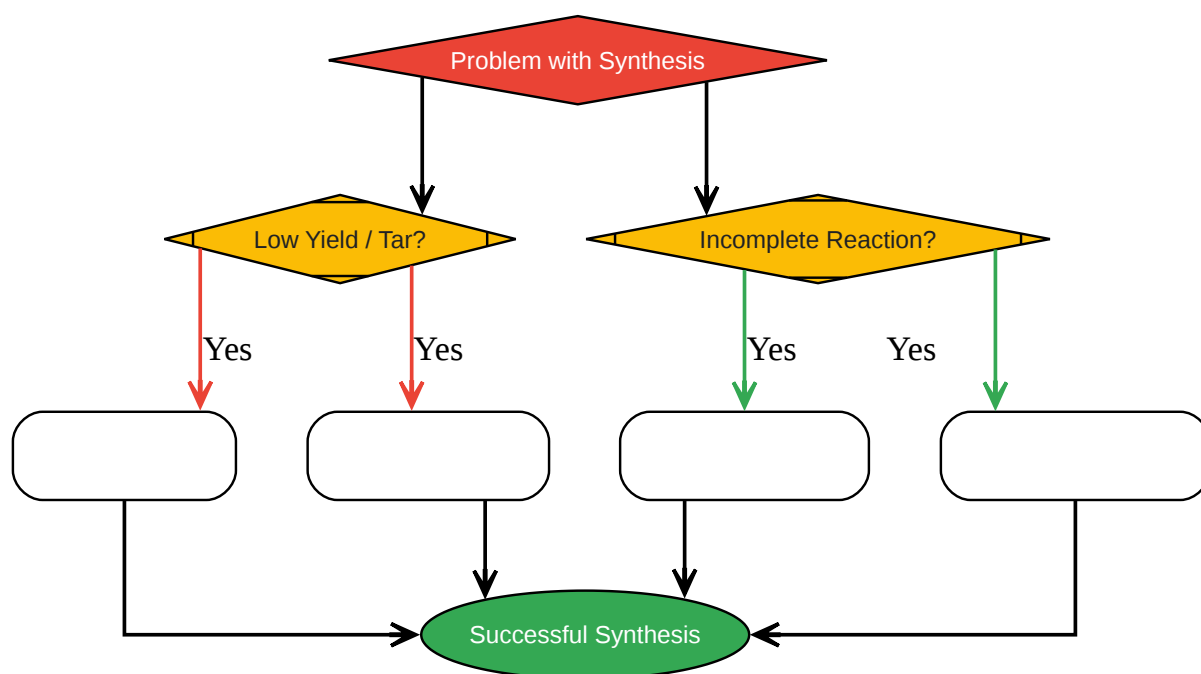 Problem with Synthesis
Low Yield / Tar?
Incomplete Reaction?
Yes
Yes
Yes
Yes
Successful Synthesis